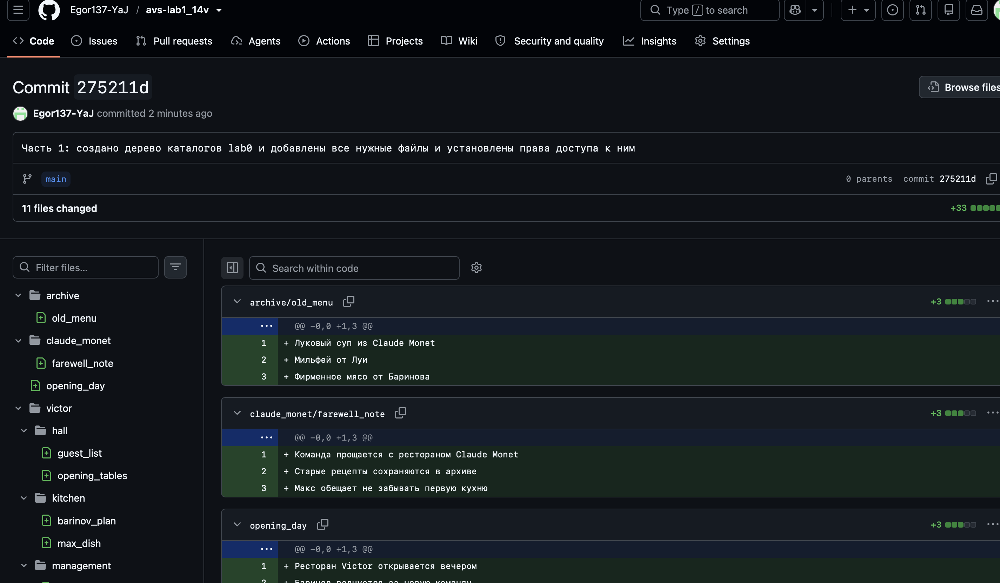 Egor137-YaJ / avs-lab1_14v
Type / to search
Code Issues Pull requests Agents Actions Projects Wiki Security and quality Insights Settings
Commit 275211d
Browse files
Egor137-YaJ committed 2 minutes ago
Часть 1: создано дерево каталогов lab0 и добавлены все нужные файлы и установлены права доступа к ним
main
0 parents commit 275211d
11 files changed
+33
Filter files...
archive
old_menu
claude_monet
farewell_note
opening_day
victor
hall
guest_list
opening_tables
kitchen
barinov_plan
max_dish
management
Search within code
archive/old_menu
+3
@@ -0,0 +1,3 @@
1 + Луковый суп из Claude Monet
2 + Мильфей от Луи
3 + Фирменное мясо от Баринова
claude_monet/farewell_note
+3
@@ -0,0 +1,3 @@
1 + Команда прощается с рестораном Claude Monet
2 + Старые рецепты сохраняются в архиве
3 + Макс обещает не забывать первую кухню
opening_day
+3
@@ -0,0 +1,3 @@
1 + Ресторан Victor открывается вечером
2 + Баринов волнуется за новую команду